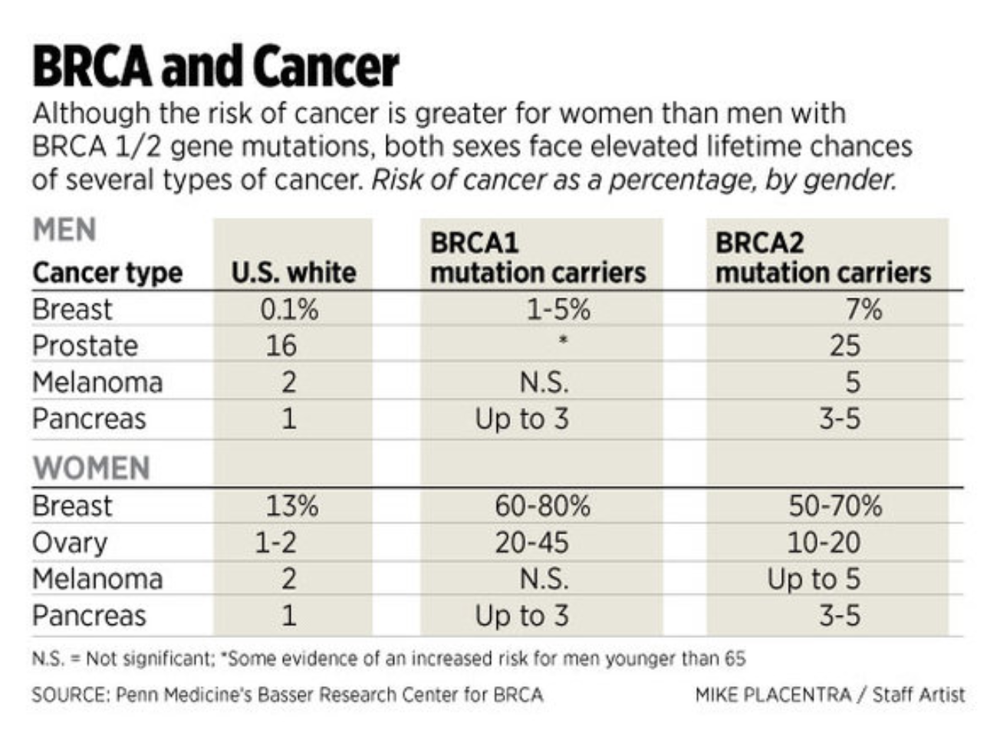 BRCA and Cancer
Although the risk of cancer is greater for women than men with
BRCA 1/2 gene mutations, both sexes face elevated lifetime chances
of several types of cancer. Risk of cancer as a percentage, by gender.
MEN
Cancer type U.S. white BRCA1 mutation carriers BRCA2 mutation carriers
Breast 0.1% 1-5% 7%
Prostate 16 * 25
Melanoma 2 N.S. 5
Pancreas 1 Up to 3 3-5
WOMEN
Breast 13% 60-80% 50-70%
Ovary 1-2 20-45 10-20
Melanoma 2 N.S. Up to 5
Pancreas 1 Up to 3 3-5
N.S. = Not significant; *Some evidence of an increased risk for men younger than 65
SOURCE: Penn Medicine's Basser Research Center for BRCA MIKE PLACENTRA / Staff Artist